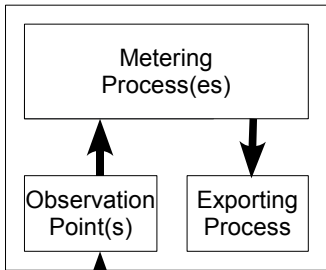 Metering
Process(es)
Observation
Point(s)
Exporting
Process